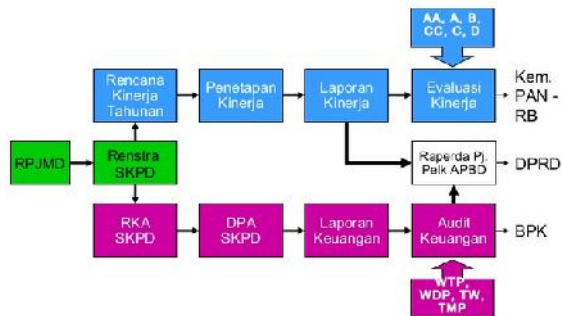 AA, A, B,
CC, C, D
Rencana
Kinerja
Tahunan
Penetapan
Kinerja
Laporan
Kinerja
Evaluasi
Kinerja
Kem.
PAN -
RB
RPJMD
Renstra
SKPD
Raperda Pj.
Pelk APBD
DPRD
RKA
SKPD
DPA
SKPD
Laporan
Keuangan
Audit
Keuangan
BPK
WTP,
WDP, TW,
TMP